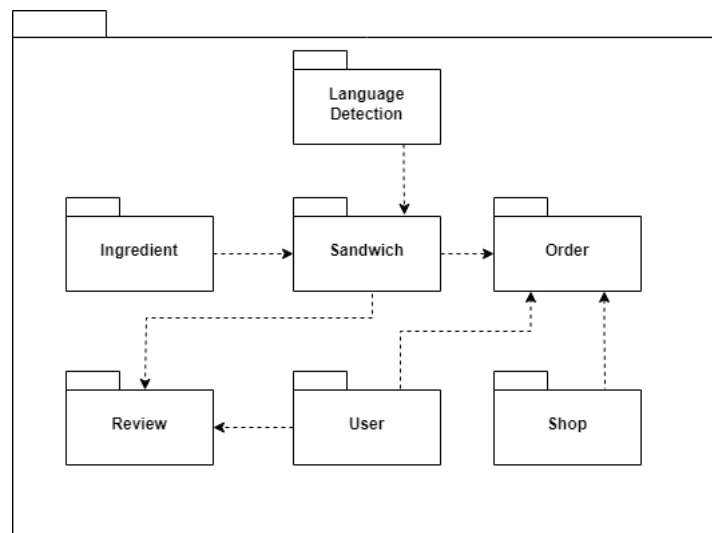 Language
Detection
Ingredient
Sandwich
Order
Review
User
Shop